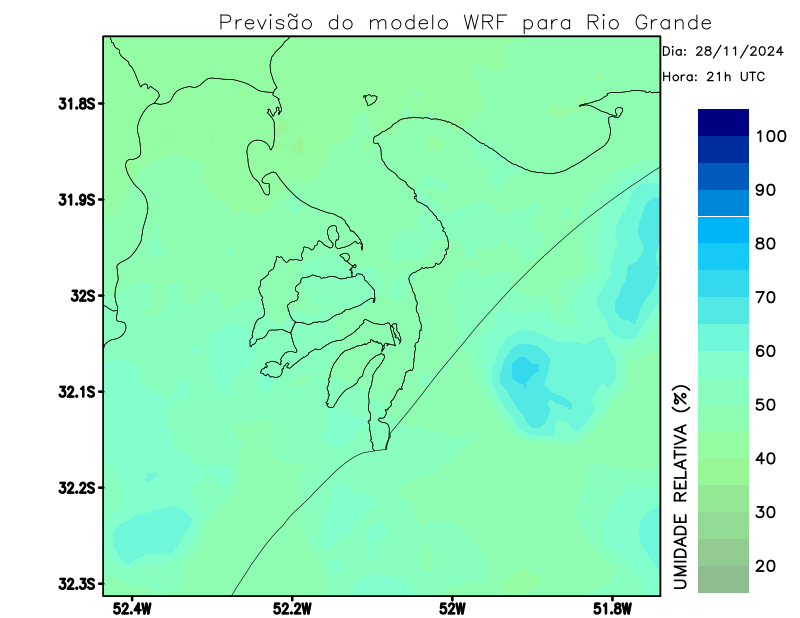 Previsão do modelo WRF para Rio Grande
Dia: 28/11/2024
Hora: 21h UTC
31.8S
31.9S
32S
32.1S
32.2S
32.3S
52.4W
52.2W
52W
51.8W
100
90
80
70
60
50
40
30
20
UMIDADE RELATIVA (%)